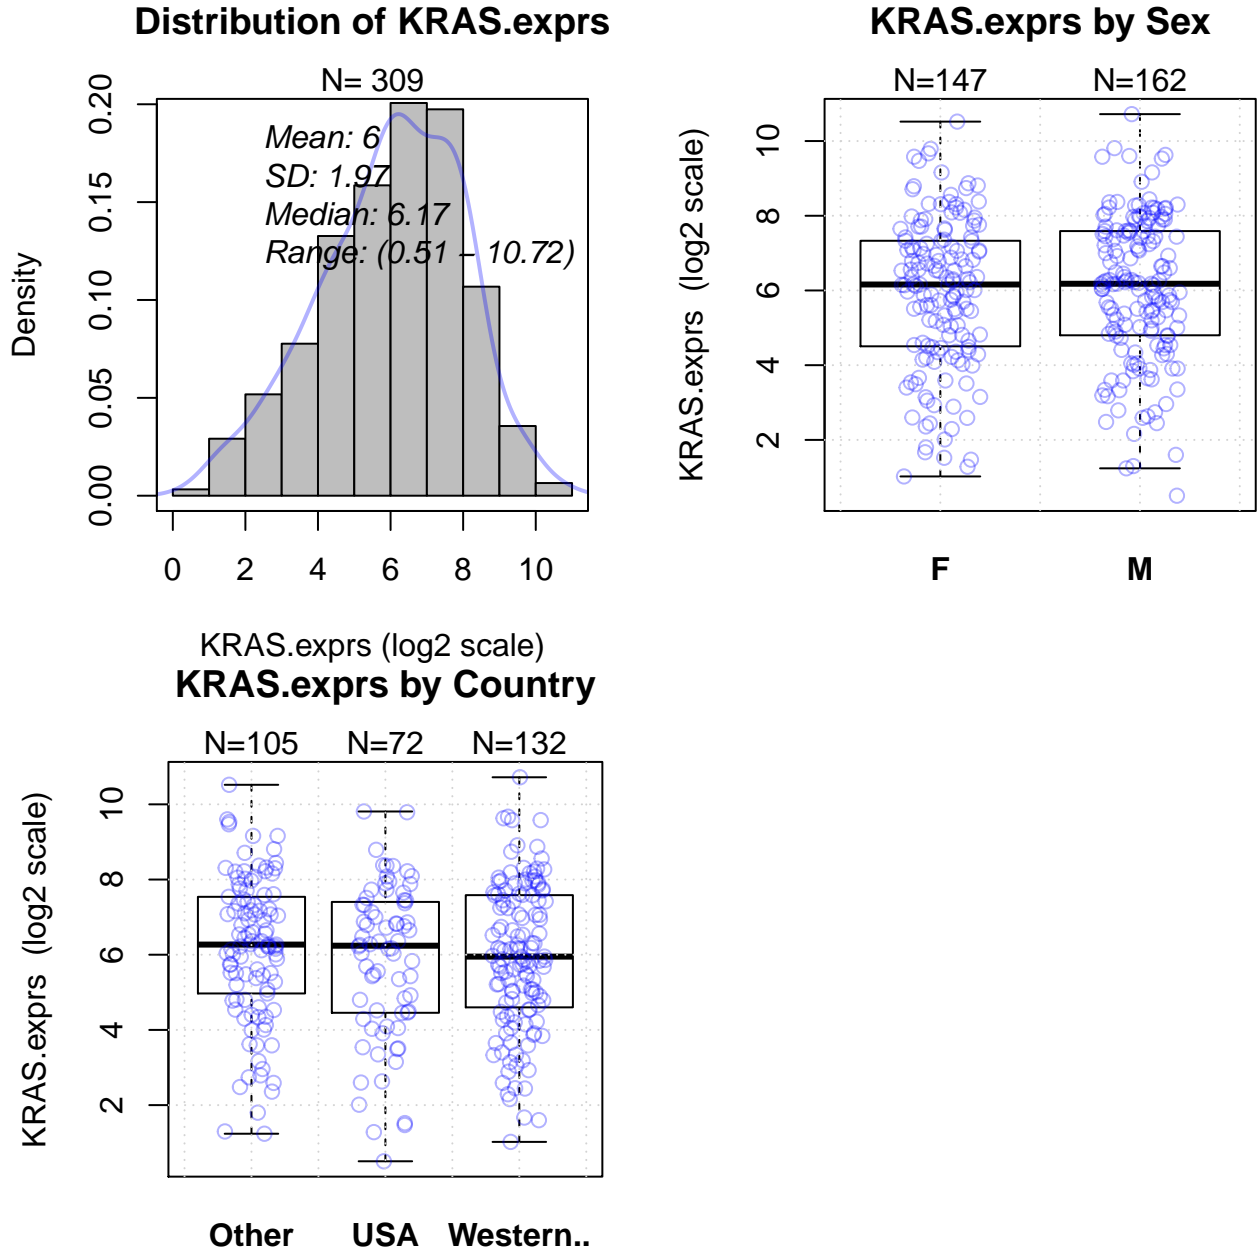 Distribution of KRAS.exprs
N= 309
Mean: 6
SD: 1.97
Median: 6.17
Range: (0.51 – 10.72)
Density
0.00 0.05 0.10 0.15 0.20
0 2 4 6 8 10
KRAS.exprs (log2 scale)
KRAS.exprs by Sex
N=147 N=162
KRAS.exprs (log2 scale)
2 4 6 8 10
F M
KRAS.exprs by Country
N=105 N=72 N=132
KRAS.exprs (log2 scale)
2 4 6 8 10
Other USA Western..